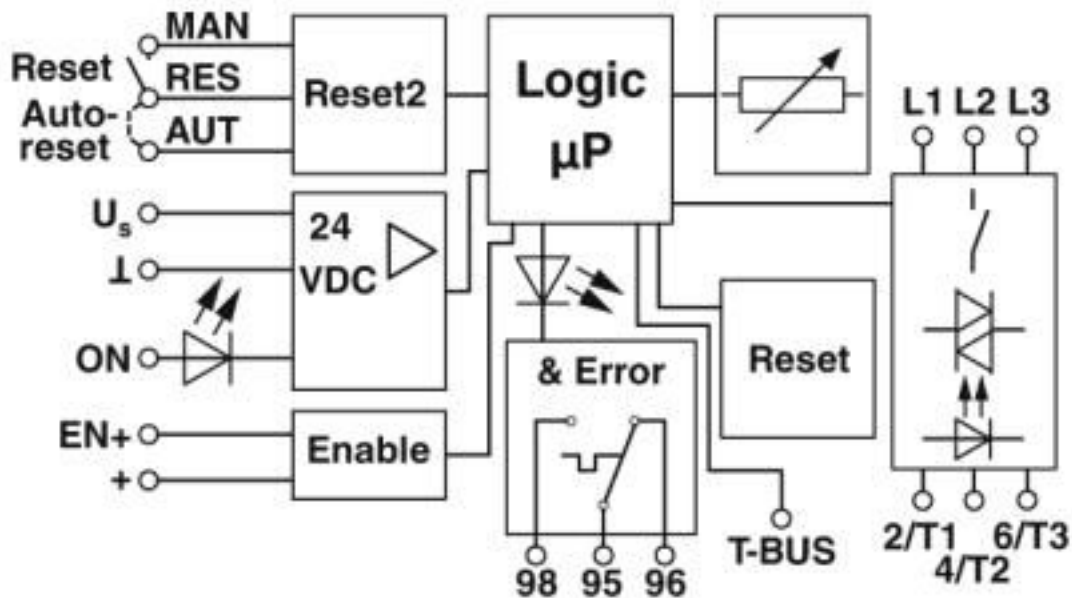 MAN
Reset
RES
Auto-
reset
AUT
Reset2
Logic
µP
L1 L2 L3
Us
⊥
24
VDC
ON
& Error
Reset
EN+
+
Enable
98 95 96
T-BUS
2/T1
4/T2
6/T3